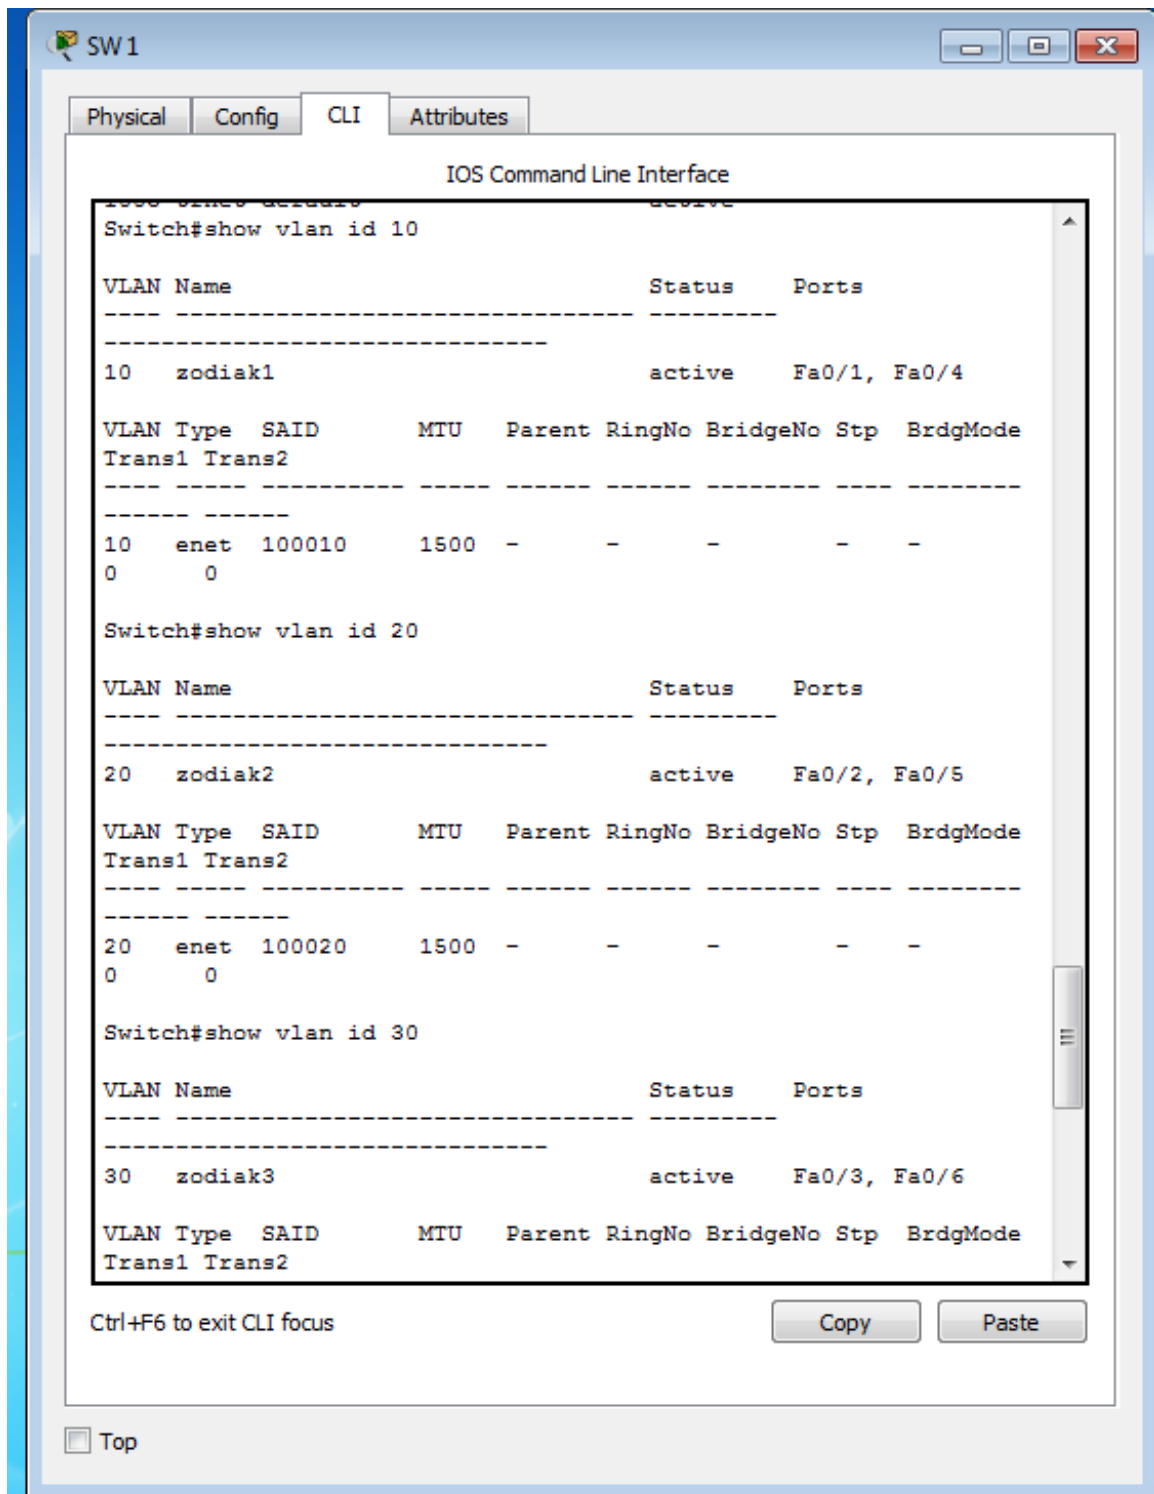 SW1
Physical Config CLI Attributes
IOS Command Line Interface
Switch#show vlan id 10
VLAN Name                             Status    Ports
---- -------------------------------- ---------
-------------------------------
10   zodiak1                          active    Fa0/1, Fa0/4
VLAN Type  SAID       MTU   Parent RingNo BridgeNo Stp  BrdgMode
Trans1 Trans2
---- ----- ---------- ----- ------ ------ -------- ---- --------
------ ------
10   enet  100010     1500  -      -      -        -    -
0      0
Switch#show vlan id 20
VLAN Name                             Status    Ports
---- -------------------------------- ---------
-------------------------------
20   zodiak2                          active    Fa0/2, Fa0/5
VLAN Type  SAID       MTU   Parent RingNo BridgeNo Stp  BrdgMode
Trans1 Trans2
---- ----- ---------- ----- ------ ------ -------- ---- --------
------ ------
20   enet  100020     1500  -      -      -        -    -
0      0
Switch#show vlan id 30
VLAN Name                             Status    Ports
---- -------------------------------- ---------
-------------------------------
30   zodiak3                          active    Fa0/3, Fa0/6
VLAN Type  SAID       MTU   Parent RingNo BridgeNo Stp  BrdgMode
Trans1 Trans2
Ctrl+F6 to exit CLI focus
Copy Paste
Top